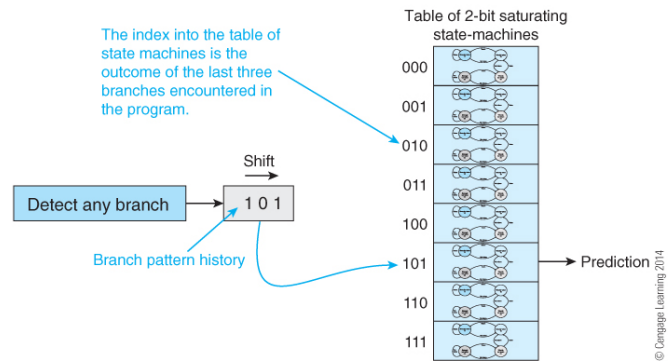 Table of 2-bit saturating
state-machines
The index into the table of
state machines is the
outcome of the last three
branches encountered in
the program.
000
001
010
011
100
101
110
111
Shift
Detect any branch
1 0 1
Branch pattern history
Prediction
© Cengage Learning 2014